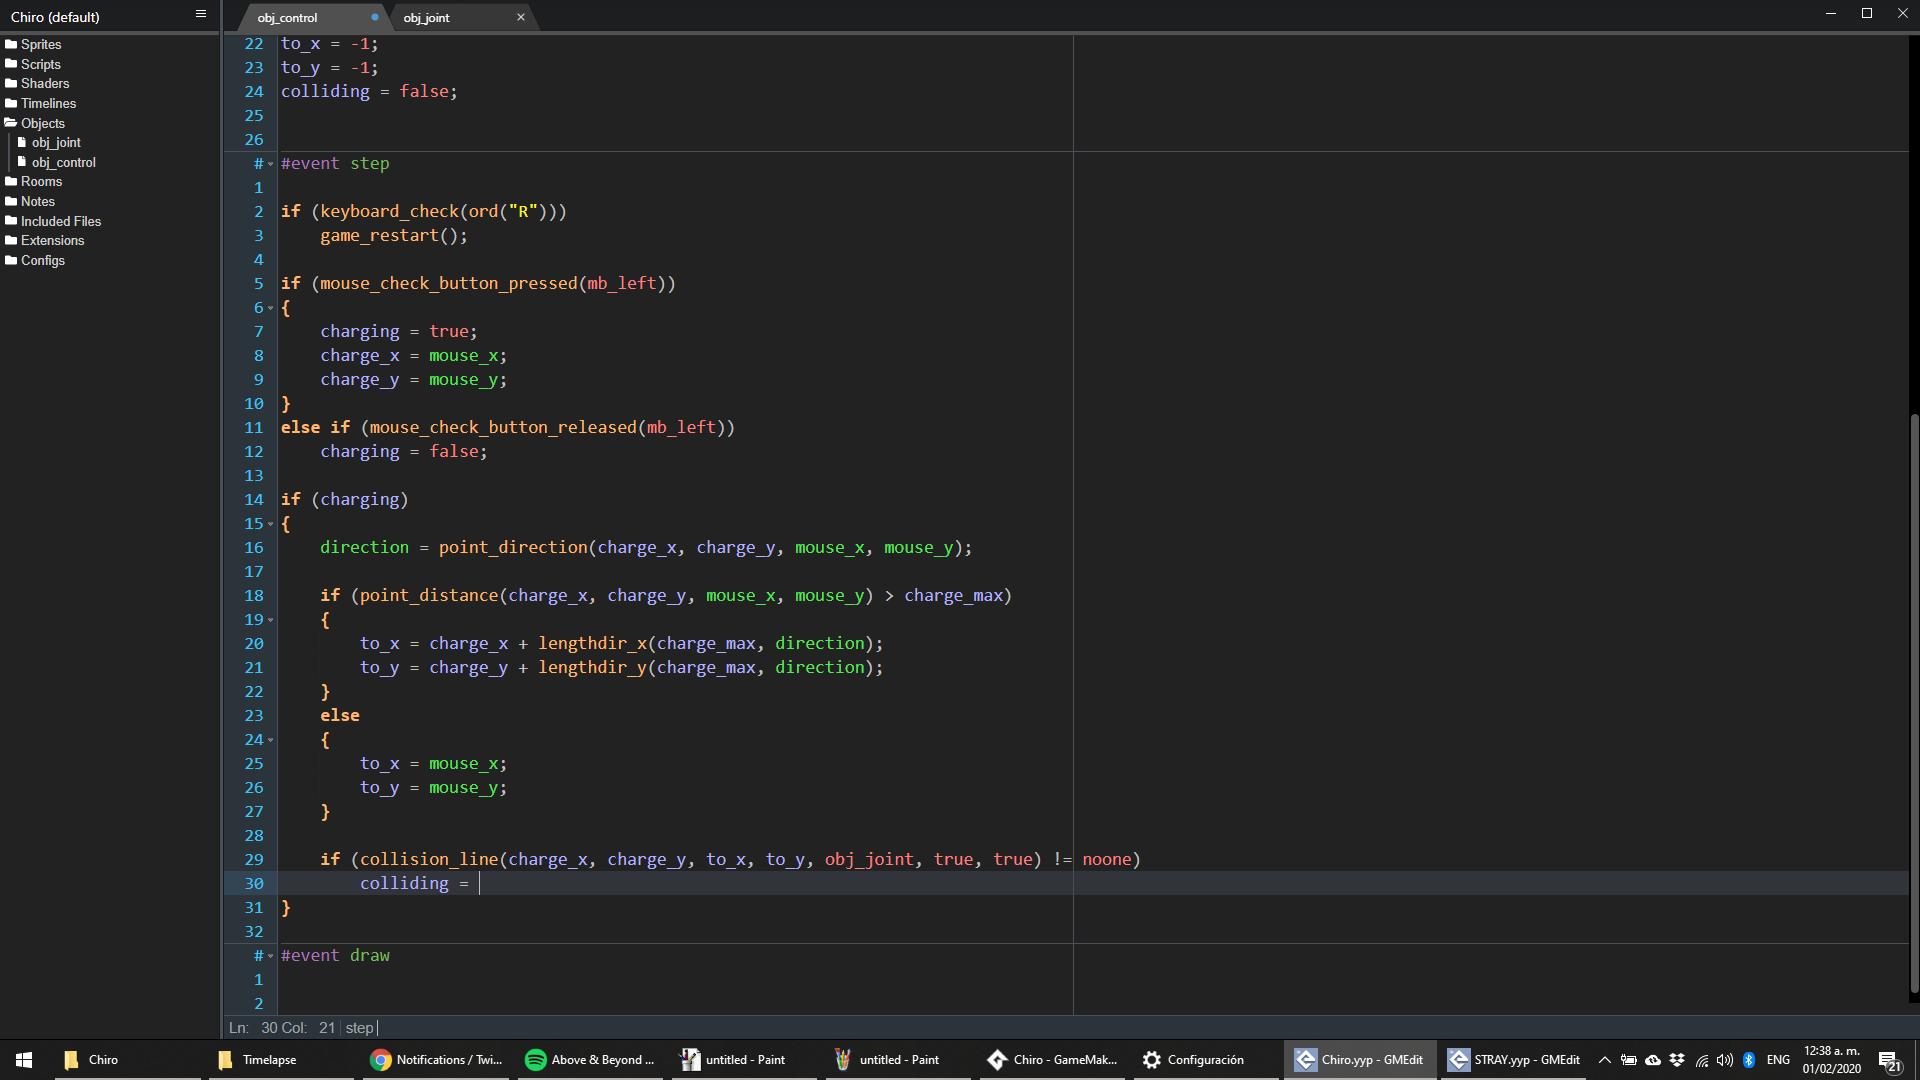 Chiro (default)
obj_control
obj_joint
Sprites
Scripts
Shaders
Timelines
Objects
obj_joint
obj_control
Rooms
Notes
Included Files
Extensions
Configs
22 to_x = -1;
23 to_y = -1;
24 colliding = false;
25
26
# #event step
1
2 if (keyboard_check(ord("R")))
3 game_restart();
4
5 if (mouse_check_button_pressed(mb_left))
6 {
7 charging = true;
8 charge_x = mouse_x;
9 charge_y = mouse_y;
10 }
11 else if (mouse_check_button_released(mb_left))
12 charging = false;
13
14 if (charging)
15 {
16 direction = point_direction(charge_x, charge_y, mouse_x, mouse_y);
17
18 if (point_distance(charge_x, charge_y, mouse_x, mouse_y) > charge_max)
19 {
20 to_x = charge_x + lengthdir_x(charge_max, direction);
21 to_y = charge_y + lengthdir_y(charge_max, direction);
22 }
23 else
24 {
25 to_x = mouse_x;
26 to_y = mouse_y;
27 }
28
29 if (collision_line(charge_x, charge_y, to_x, to_y, obj_joint, true, true) != noone)
30 colliding =
31 }
32
# #event draw
1
2
Ln: 30 Col: 21 step
Chiro
Timelapse
Notifications / Twi...
Above & Beyond ...
untitled - Paint
untitled - Paint
Chiro - GameMak...
Configuración
Chiro.yyp - GMEdit
STRAY.yyp - GMEdit
ENG
12:38 a. m.
01/02/2020
21